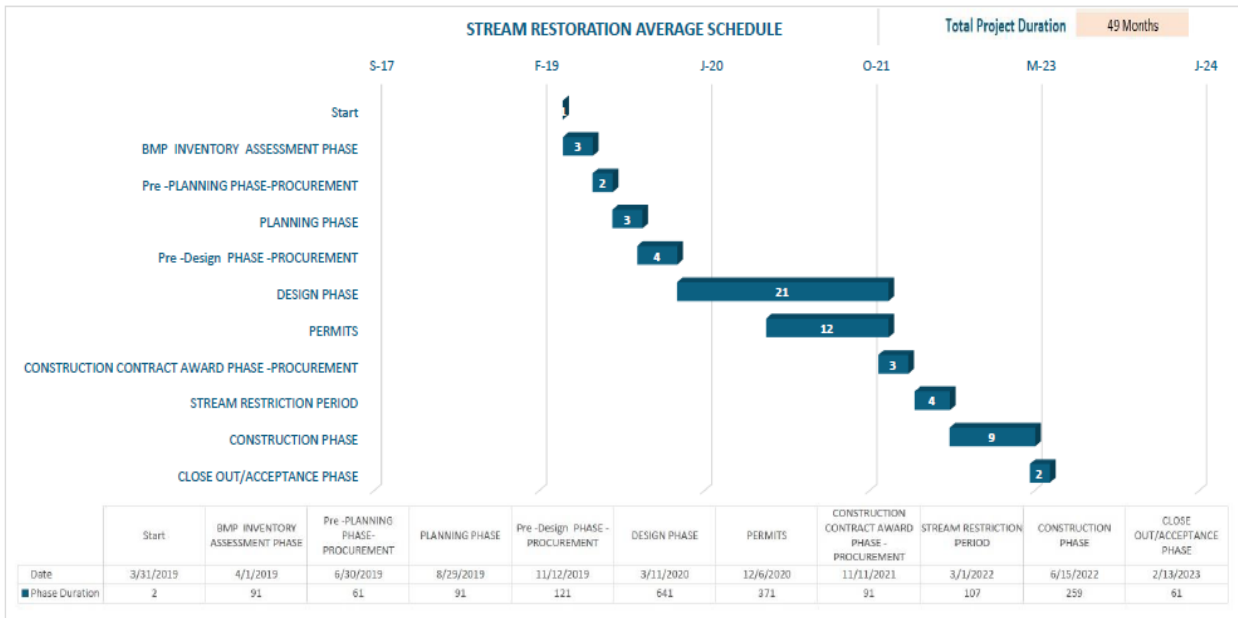 STREAM RESTORATION AVERAGE SCHEDULE
Total Project Duration 49 Months
S-17 F-19 J-20 O-21 M-23 J-24
Start
BMP INVENTORY ASSESSMENT PHASE 3
Pre -PLANNING PHASE-PROCUREMENT 2
PLANNING PHASE 3
Pre -Design PHASE -PROCUREMENT 4
DESIGN PHASE 21
PERMITS 12
CONSTRUCTION CONTRACT AWARD PHASE -PROCUREMENT 3
STREAM RESTRICTION PERIOD 4
CONSTRUCTION PHASE 9
CLOSE OUT/ACCEPTANCE PHASE 2
Start
BMP INVENTORY
ASSESSMENT PHASE
Pre -PLANNING
PHASE-
PROCUREMENT
PLANNING PHASE
Pre -Design PHASE -
PROCUREMENT
DESIGN PHASE
PERMITS
CONSTRUCTION
CONTRACT AWARD
PHASE -
PROCUREMENT
STREAM RESTRICTION
PERIOD
CONSTRUCTION
PHASE
CLOSE
OUT/ACCEPTANCE
PHASE
Date 3/31/2019 4/1/2019 6/30/2019 8/29/2019 11/12/2019 3/11/2020 12/6/2020 11/11/2021 3/1/2022 6/15/2022 2/13/2023
Phase Duration 2 91 61 91 121 641 371 91 107 259 61